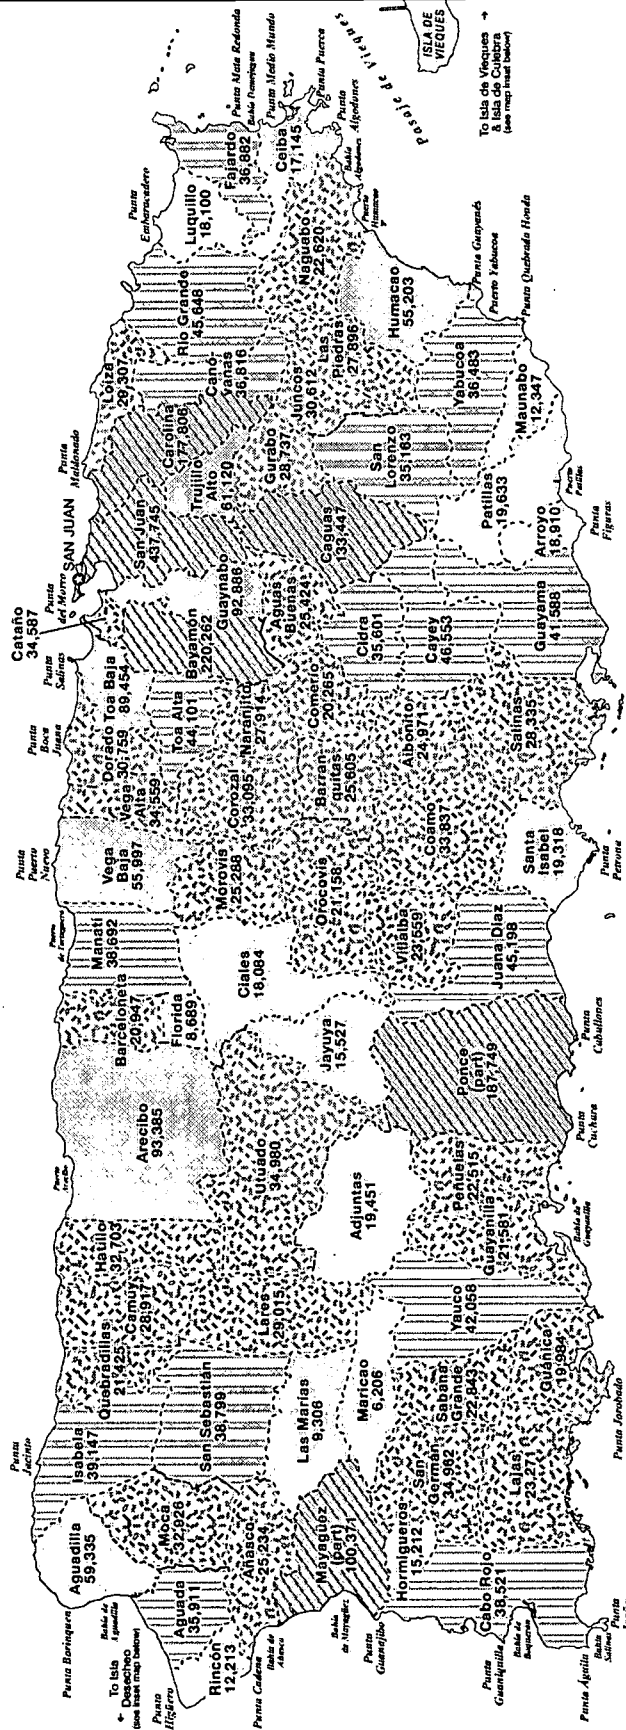 Punta Borinquen
Bahía de
Aguadilla
To Isla
← Desecheo
(see inset map below)
Punta
Higüero
Aguadilla
59,335
Punta
Jacinto
Isabela
39,147
Quebradillas
21,425
Camuy
28,917
Hatillo
32,703
Puerto
Arecibo
Arecibo
93,385
Barceloneta
20,947
Florida
8,689
Manatí
38,692
Puerto
de Tortuguero
Punta
Puerto
Nuevo
Vega
Baja
55,997
Vega
Alta
34,559
Dorado
30,759
Punta
Boca
Juana
Toa Baja
89,454
Toa Alta
44,101
Punta
Salinas
Cataño
34,587
Punta
del Morro
SAN JUAN
San Juan
437,745
Bayamón
220,262
Guaynabo
92,886
Punta
Maldonado
Carolina
177,806
Trujillo
Alto
61,120
Loíza
29,307
Canó-
vanas
36,816
Río Grande
45,648
Punta
Embarcadero
Luquillo
18,100
Fajardo
36,882
Ceiba
17,145
Punta Mata Redonda
Bahía Demajagua
Punta Medio Mundo
Punta Puerca
Punta
Algodones
Bahía
Algodones
Pasaje de Vieques
ISLA DE
VIEQUES
To Isla de Vieques →
& Isla de Culebra
(see map inset below)
Aguada
35,911
Moca
32,926
San Sebastián
38,799
Lares
29,015
Utuado
34,980
Ciales
18,084
Morovis
25,288
Corozal
33,095
Naranjito
27,914
Aguas
Buenas
25,424
Caguas
133,447
Gurabo
28,737
Juncos
30,612
Las
Piedras
27,896
Naguabo
22,620
Puerto
Humacao
Humacao
55,203
Rincón
12,213
Punta Cadena
Bahía de
Añasco
Añasco
25,234
Las Marías
9,306
Maricao
6,206
Adjuntas
19,451
Jayuya
15,527
Orocovis
21,158
Barran-
quitas
25,605
Comerío
20,265
Cidra
35,601
San
Lorenzo
35,163
Yabucoa
36,483
Punta Guayanés
Puerto Yabucoa
Punta Quebrada Honda
Bahía
de Mayagüez
Mayagüez
(part)
100,371
Punta
Guanajibo
Hormigueros
15,212
San
Germán
34,962
Sabana
Grande
22,843
Yauco
42,058
Guayanilla
21,581
Peñuelas
22,515
Ponce
(part)
187,749
Villalba
23,559
Juana Díaz
45,198
Coamo
33,837
Aibonito
24,971
Cayey
46,553
Patillas
19,633
Maunabo
12,347
Cabo Rojo
38,521
Punta
Guaniquilla
Bahía de
Boquerón
Punta Aguila
Bahía
Salinas
Punta
Lajas
23,271
Guánica
19,984
Punta Jorobado
Bahía de
Guayanilla
Punta
Cuchara
Punta
Cabullones
Santa
Isabel
19,318
Punta
Petrona
Salinas
28,335
Guayama
41,588
Arroyo
18,910
Punta
Figuras
Puerto
Patillas